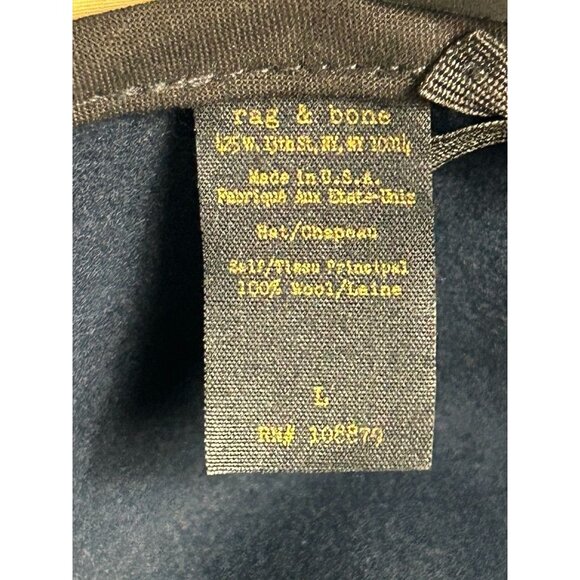 rag & bone
425 W. 13th St, NY, NY 10014
Made in U.S.A.
Fabriqué Aux Etats-Unis
Hat/Chapeau
Self/Tissu Principal
100% Wool/Laine
L
RN# 108879